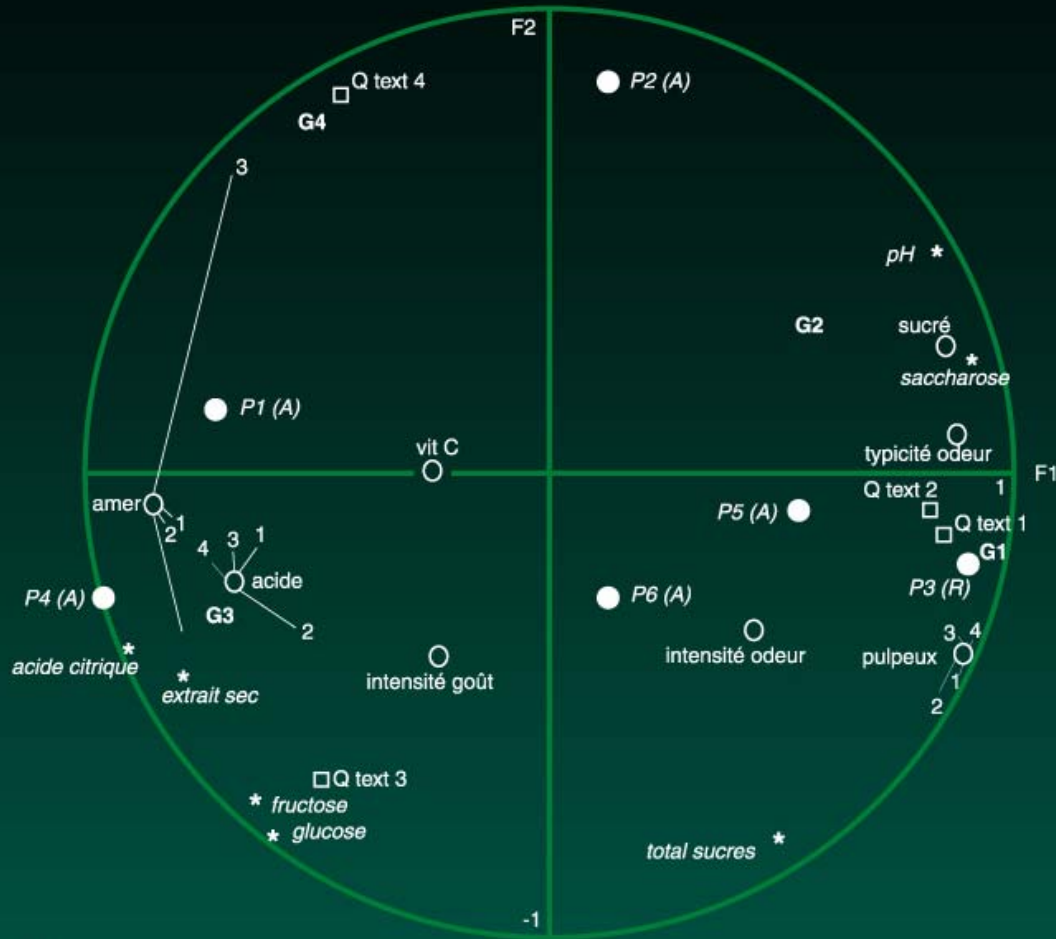 F2
Q text 4
P2 (A)
G4
3
pH *
G2
sucré
*
saccharose
P1 (A)
vit C
typicité odeur
F1
amer
1
2
Q text 2
1
P5 (A)
Q text 1
4
3
1
acide
G1
P3 (R)
P4 (A)
G3
2
P6 (A)
3
4
acide citrique
*
intensité goût
intensité odeur
pulpeux
1
2
*
extrait sec
Q text 3
* fructose
* glucose
total sucres *
-1